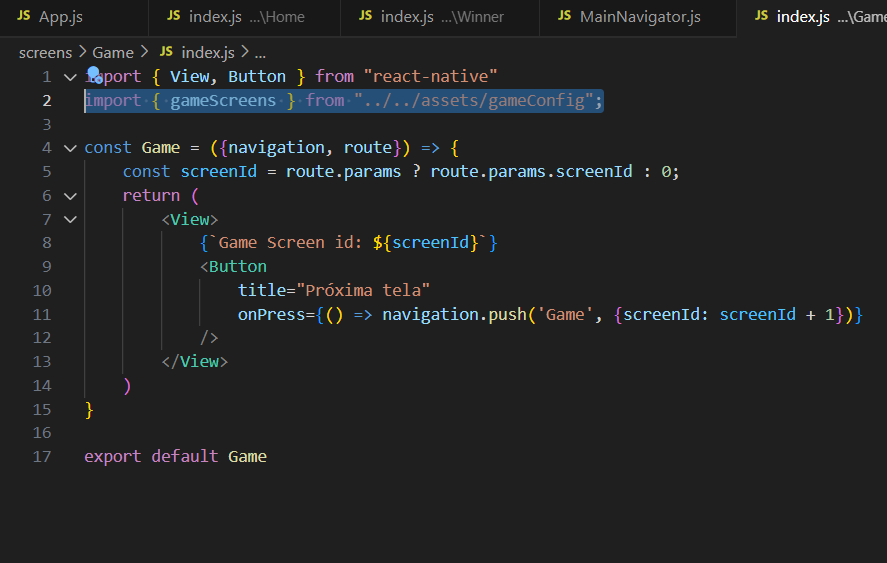 JS App.js JS index.js ...\Home JS index.js ...\Winner JS MainNavigator.js JS index.js ...\Game
screens > Game > JS index.js > ...
1 import { View, Button } from "react-native"
2 import { gameScreens } from "../../assets/gameConfig";
3
4 const Game = ({navigation, route}) => {
5 const screenId = route.params ? route.params.screenId : 0;
6 return (
7 <View>
8 {`Game Screen id: ${screenId}`}
9 <Button
10 title="Próxima tela"
11 onPress={() => navigation.push('Game', {screenId: screenId + 1})}
12 />
13 </View>
14 )
15 }
16
17 export default Game